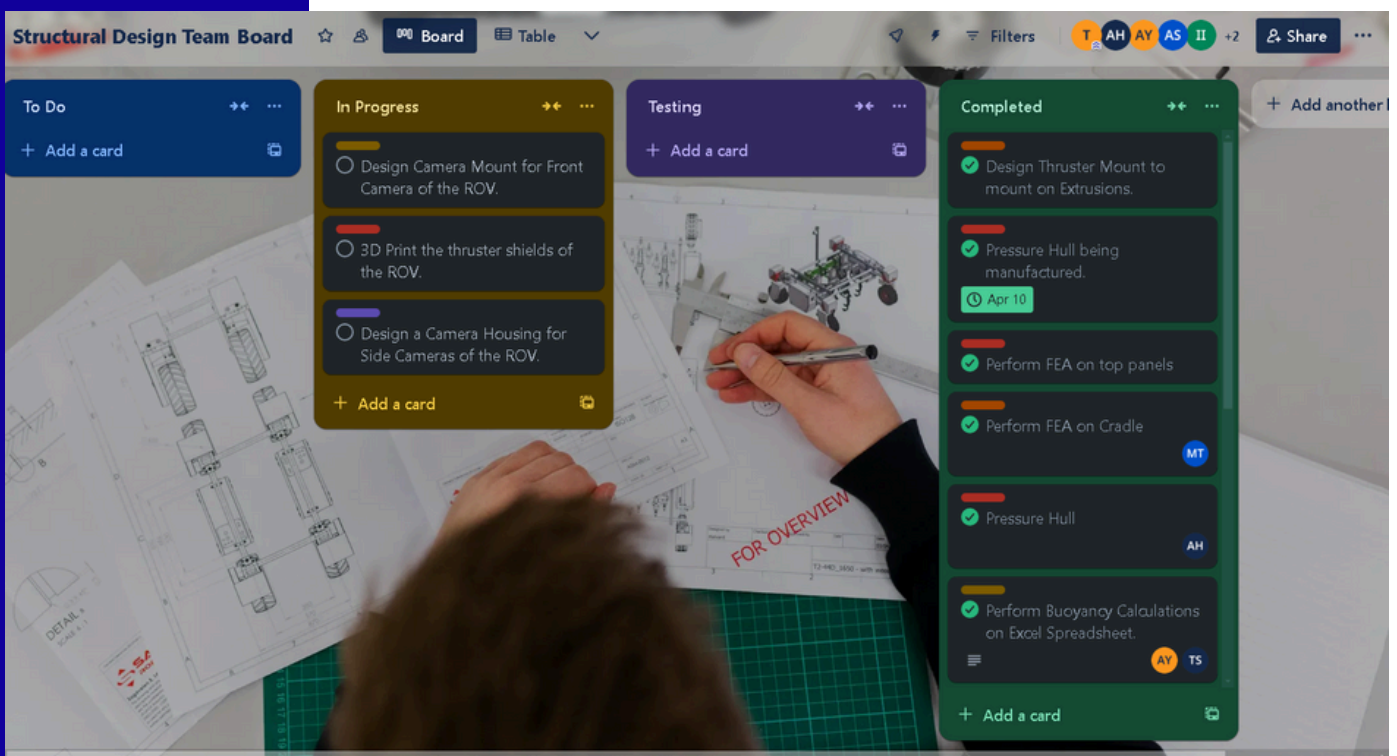 Structural Design Team Board
Board
Table
Filters
T
AH
AY
AS
II
+2
Share
To Do
+ Add a card
In Progress
Design Camera Mount for Front
Camera of the ROV.
3D Print the thruster shields of
the ROV.
Design a Camera Housing for
Side Cameras of the ROV.
+ Add a card
Testing
+ Add a card
Completed
Design Thruster Mount to
mount on Extrusions.
Pressure Hull being
manufactured.
Apr 10
Perform FEA on top panels
Perform FEA on Cradle
MT
Pressure Hull
AH
Perform Buoyancy Calculations
on Excel Spreadsheet.
AY
TS
+ Add a card
+ Add another
FOR OVERVIEW
DETAIL